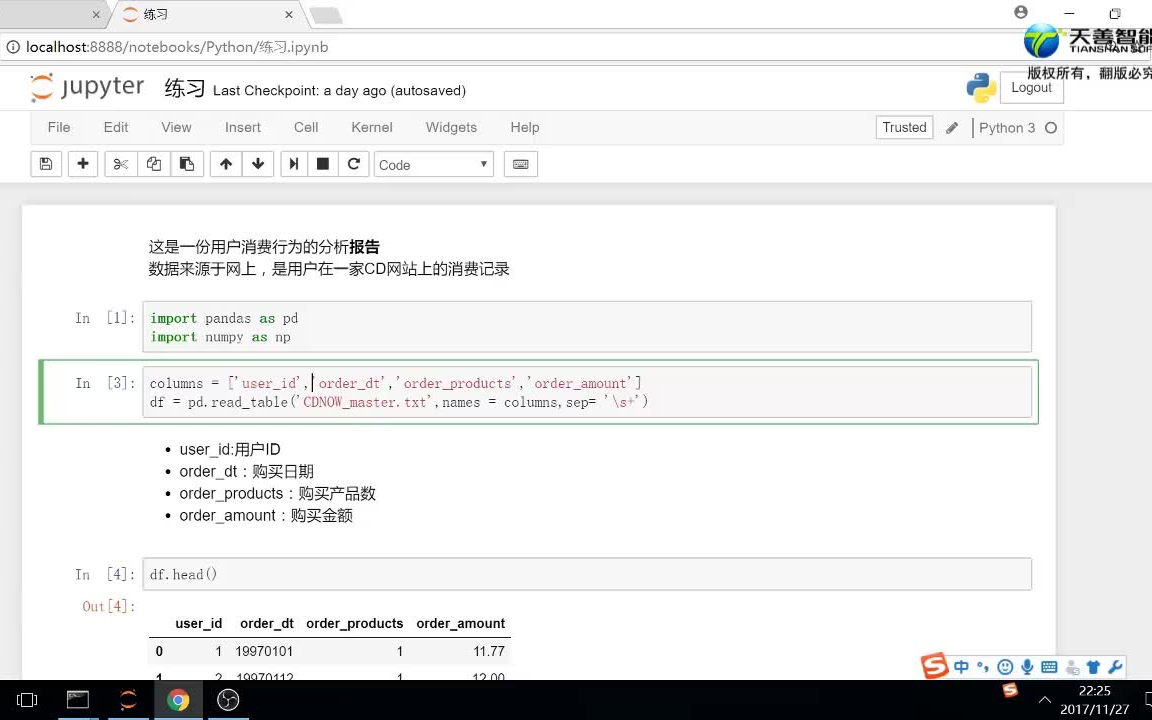 练习
localhost:8888/notebooks/Python/练习.ipynb
天善智能
版权所有，翻版必究
jupyter 练习 Last Checkpoint: a day ago (autosaved)
Logout
File Edit View Insert Cell Kernel Widgets Help
Trusted Python 3
Code
这是一份用户消费行为的分析报告
数据来源于网上，是用户在一家CD网站上的消费记录
In [1]: import pandas as pd
import numpy as np
In [3]: columns = ['user_id','order_dt','order_products','order_amount']
df = pd.read_table('CDNOW_master.txt',names = columns,sep= '\s+')
user_id:用户ID
order_dt：购买日期
order_products：购买产品数
order_amount：购买金额
In [4]: df.head()
Out[4]:
user_id order_dt order_products order_amount
0 1 19970101 1 11.77
1 2 19970112 1 12.00
中
22:25
2017/11/27